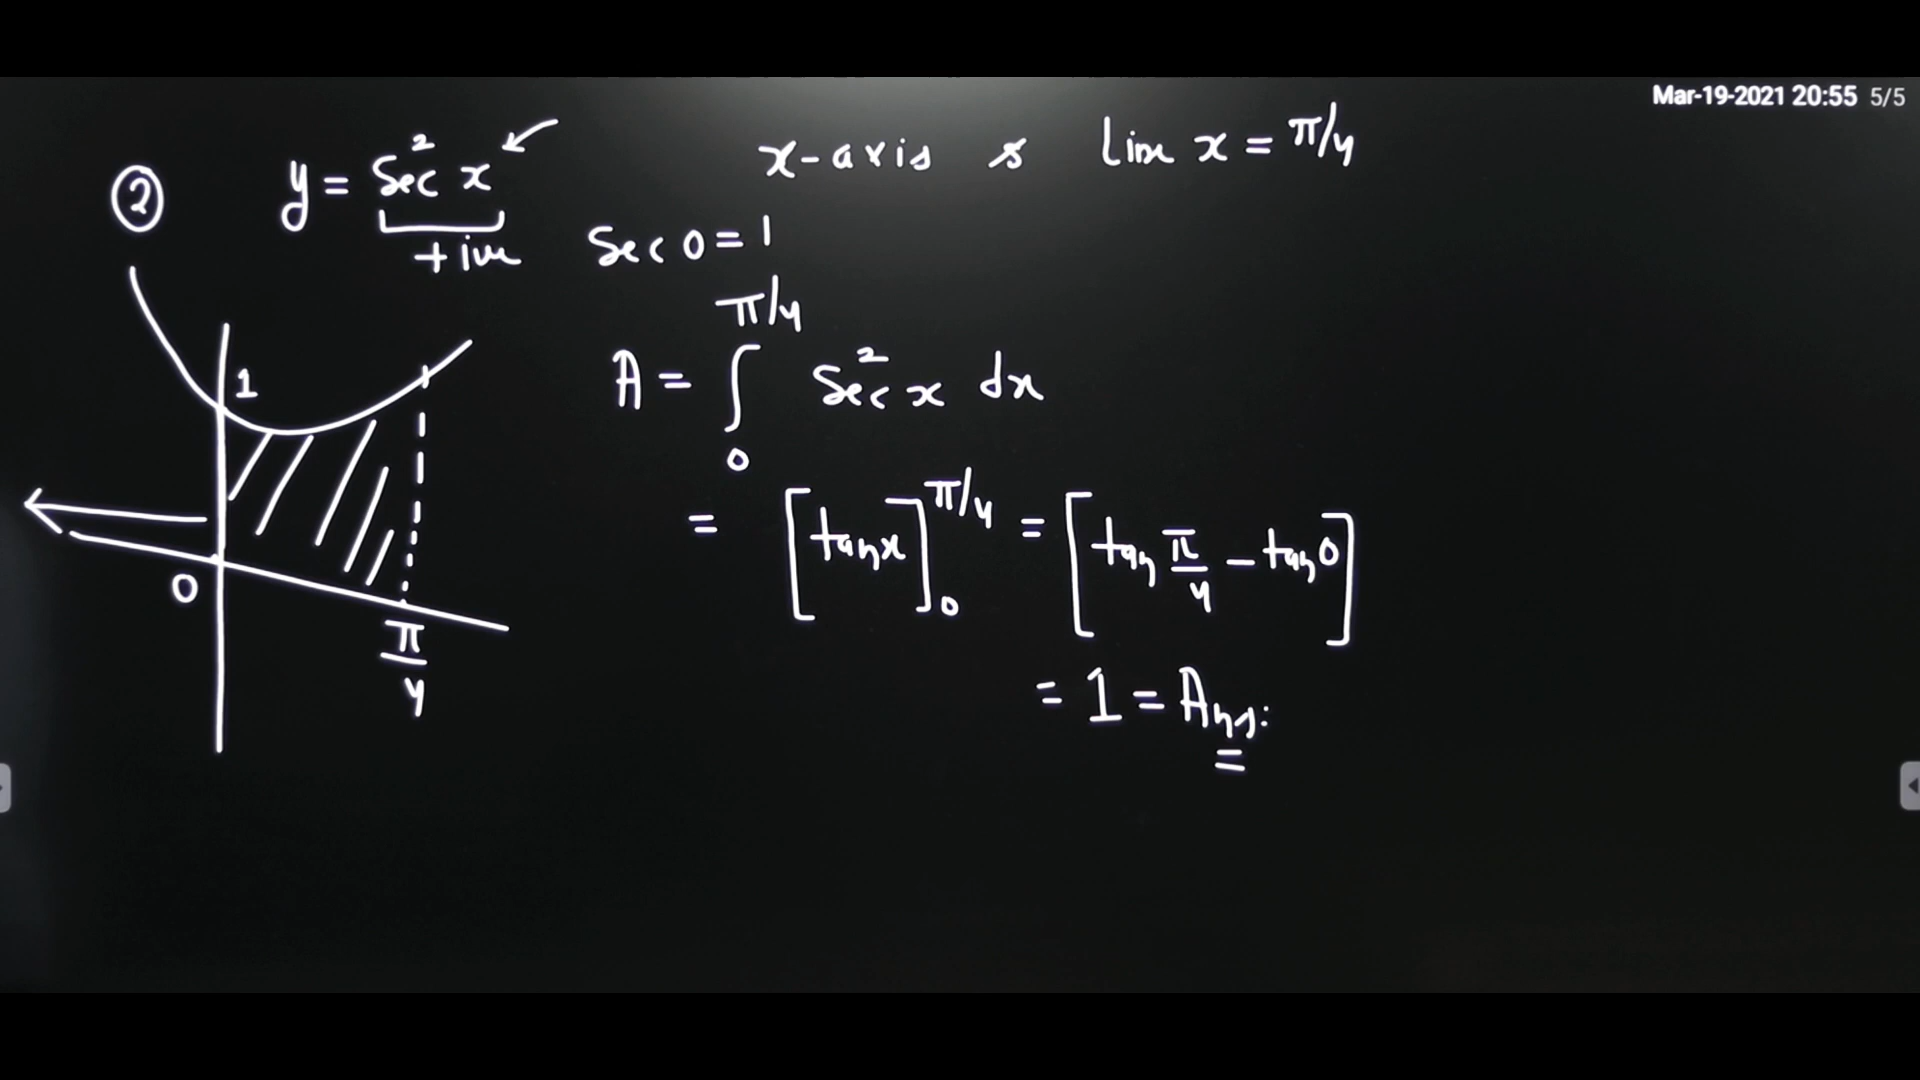 Mar-19-2021 20:55 5/5
② y = sec² x x-axis & line x = π/4
+ive sec 0 = 1
A = ∫₀^(π/4) sec² x dx
= [tan x]₀^(π/4) = [tan π/4 - tan 0]
= 1 = Ans:
1
0
π/4